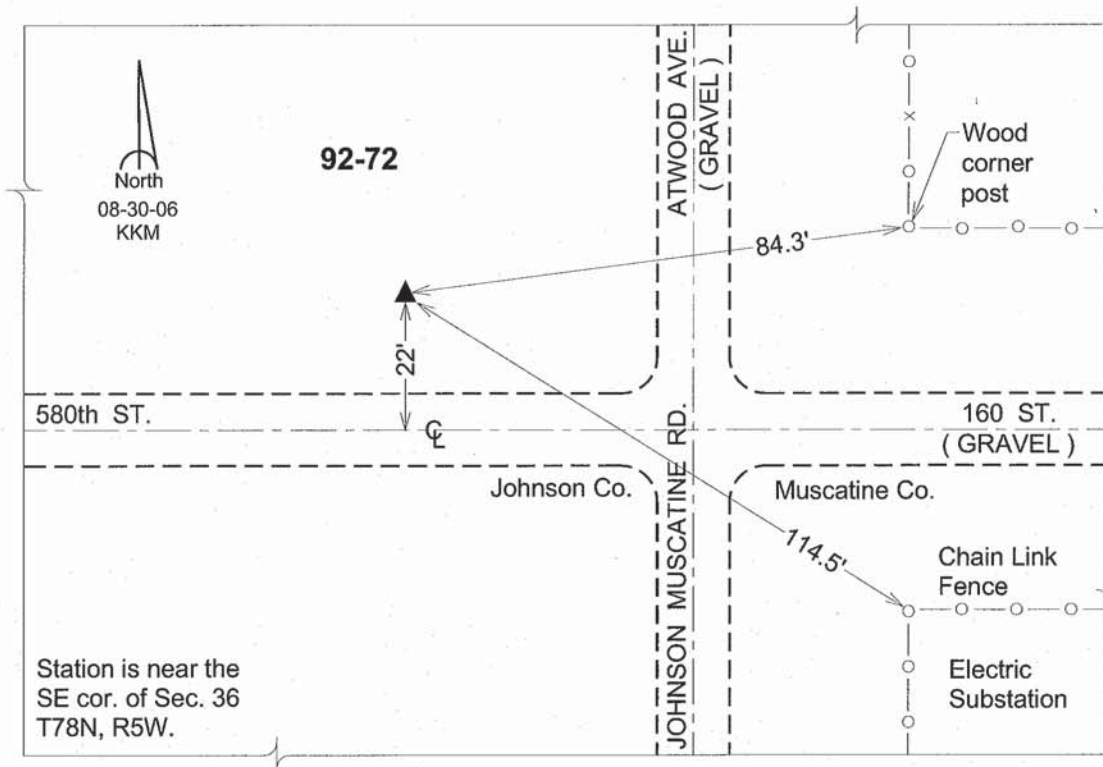 92-72
North
08-30-06
KKM
ATWOOD AVE.
( GRAVEL )
Wood
corner
post
84.3'
22'
580th ST.
℄
JOHNSON MUSCATINE RD.
160 ST.
( GRAVEL )
Johnson Co.
Muscatine Co.
114.5'
Chain Link
Fence
Electric
Substation
Station is near the
SE cor. of Sec. 36
T78N, R5W.